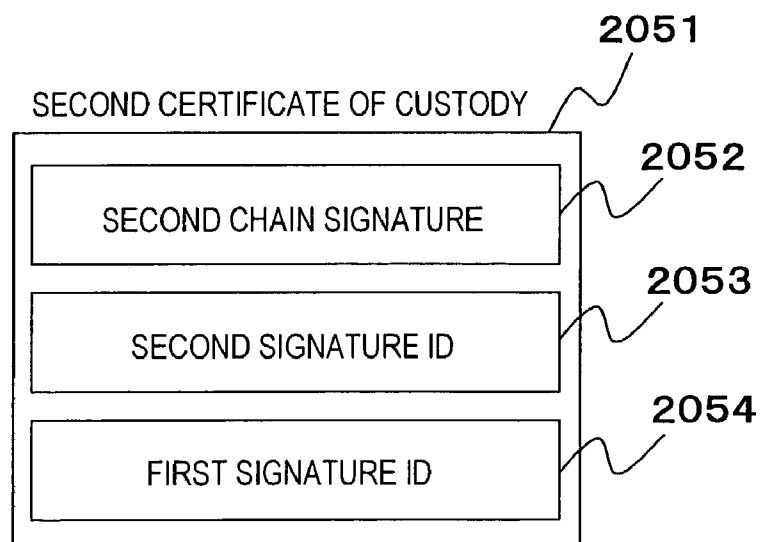 2051
SECOND CERTIFICATE OF CUSTODY
2052
SECOND CHAIN SIGNATURE
2053
SECOND SIGNATURE ID
2054
FIRST SIGNATURE ID